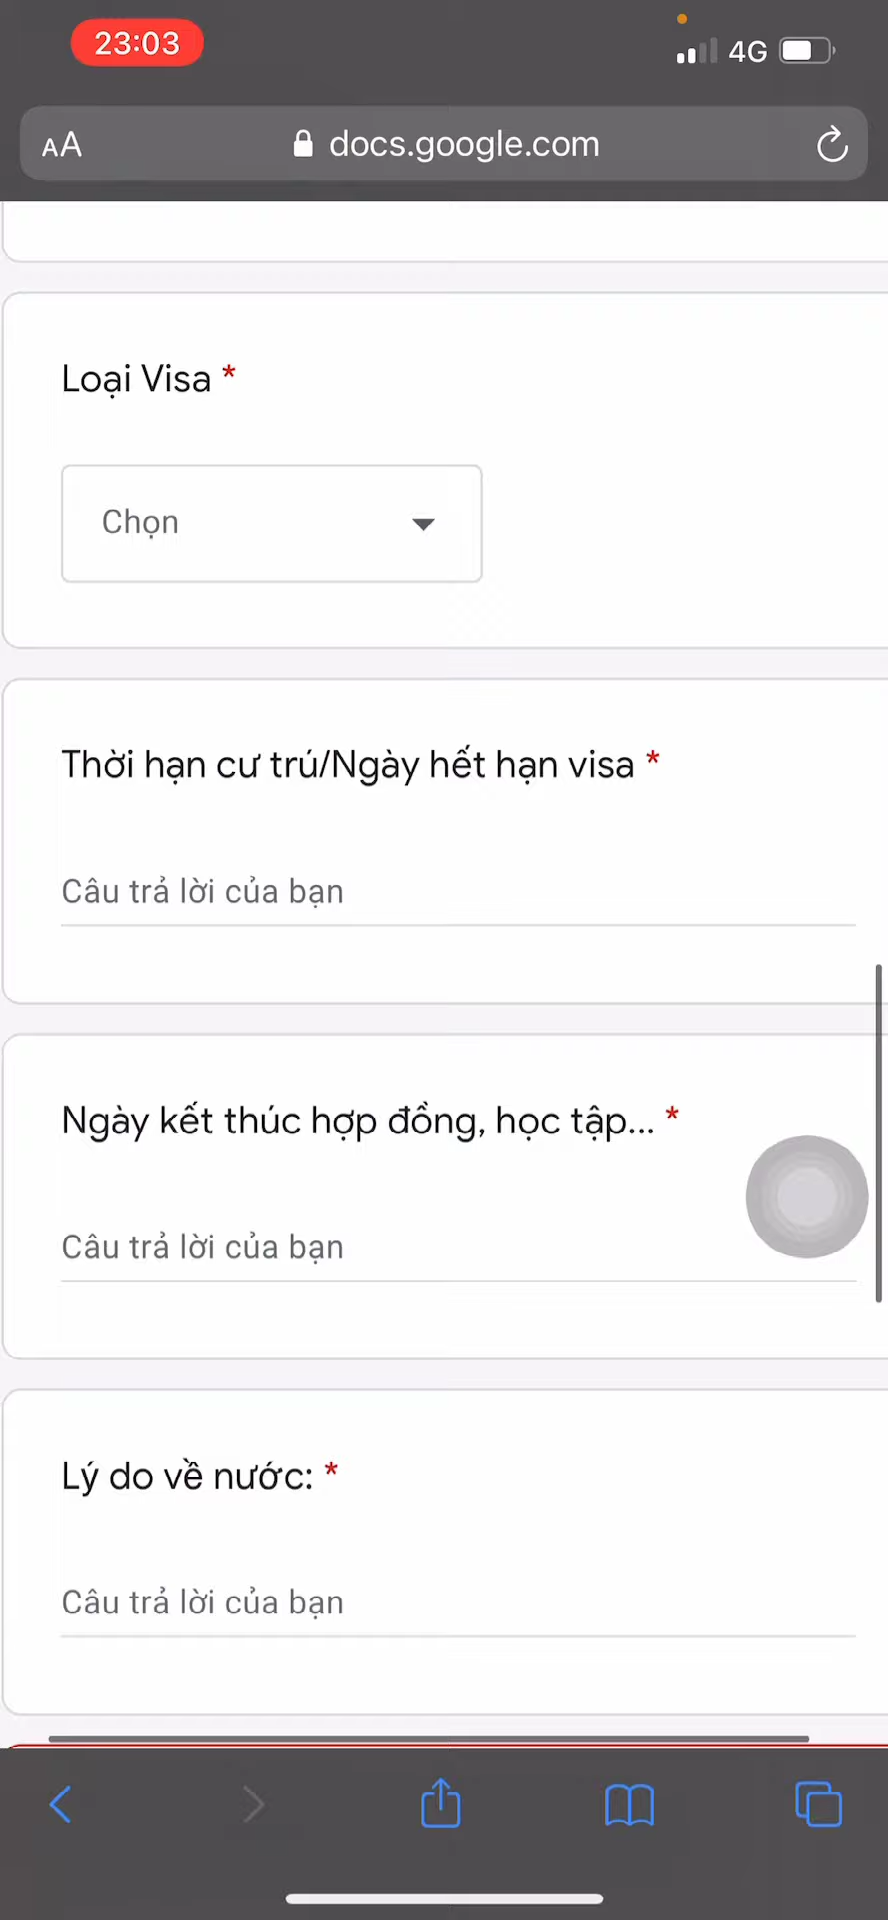 23:03
4G
AA docs.google.com
Loại Visa *
Chọn
Thời hạn cư trú/Ngày hết hạn visa *
Câu trả lời của bạn
Ngày kết thúc hợp đồng, học tập... *
Câu trả lời của bạn
Lý do về nước: *
Câu trả lời của bạn